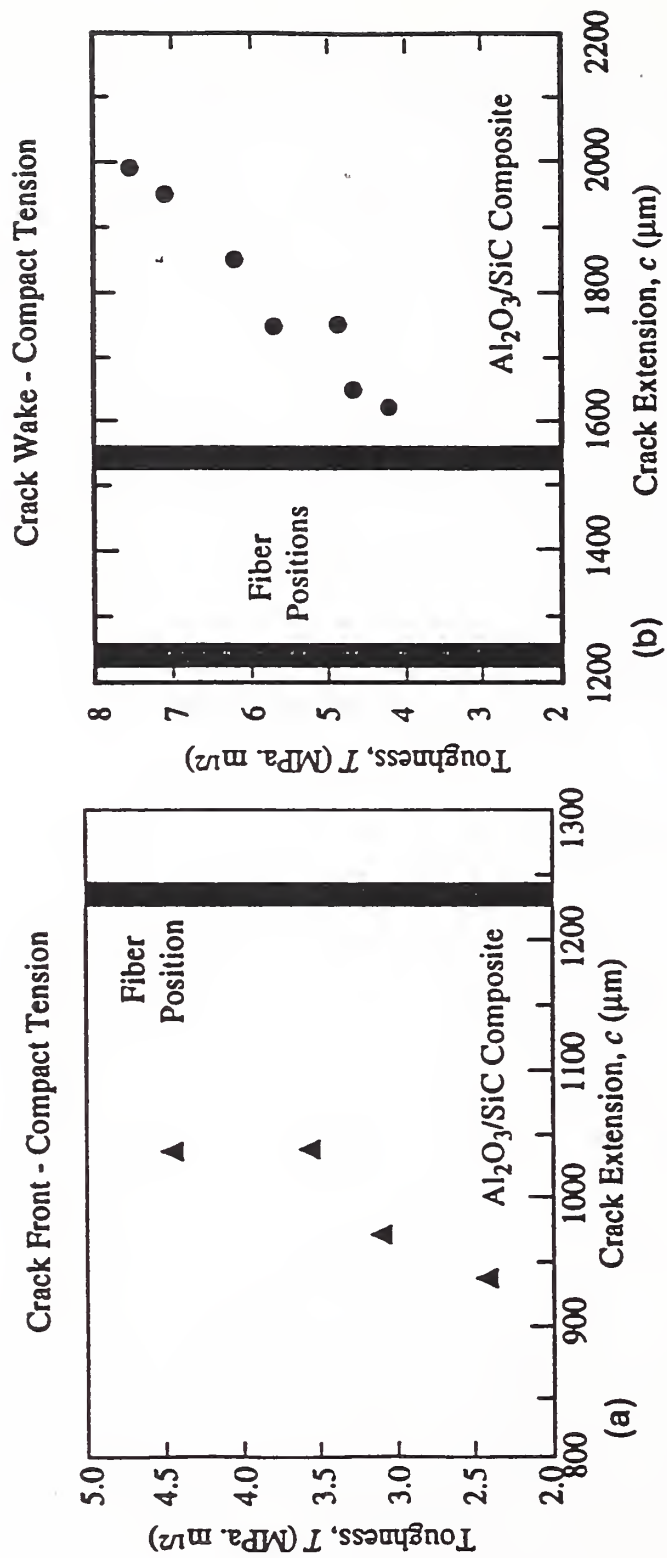 Crack Front - Compact Tension
Toughness, T (MPa. m1/2)
5.0
4.5
4.0
3.5
3.0
2.5
2.0
Fiber
Position
Al2O3/SiC Composite
800
900
1000
1100
1200
1300
Crack Extension, c (μm)
(a)
Crack Wake - Compact Tension
Toughness, T (MPa. m1/2)
8
7
6
5
4
3
2
Fiber
Positions
Al2O3/SiC Composite
1200
1400
1600
1800
2000
2200
Crack Extension, c (μm)
(b)